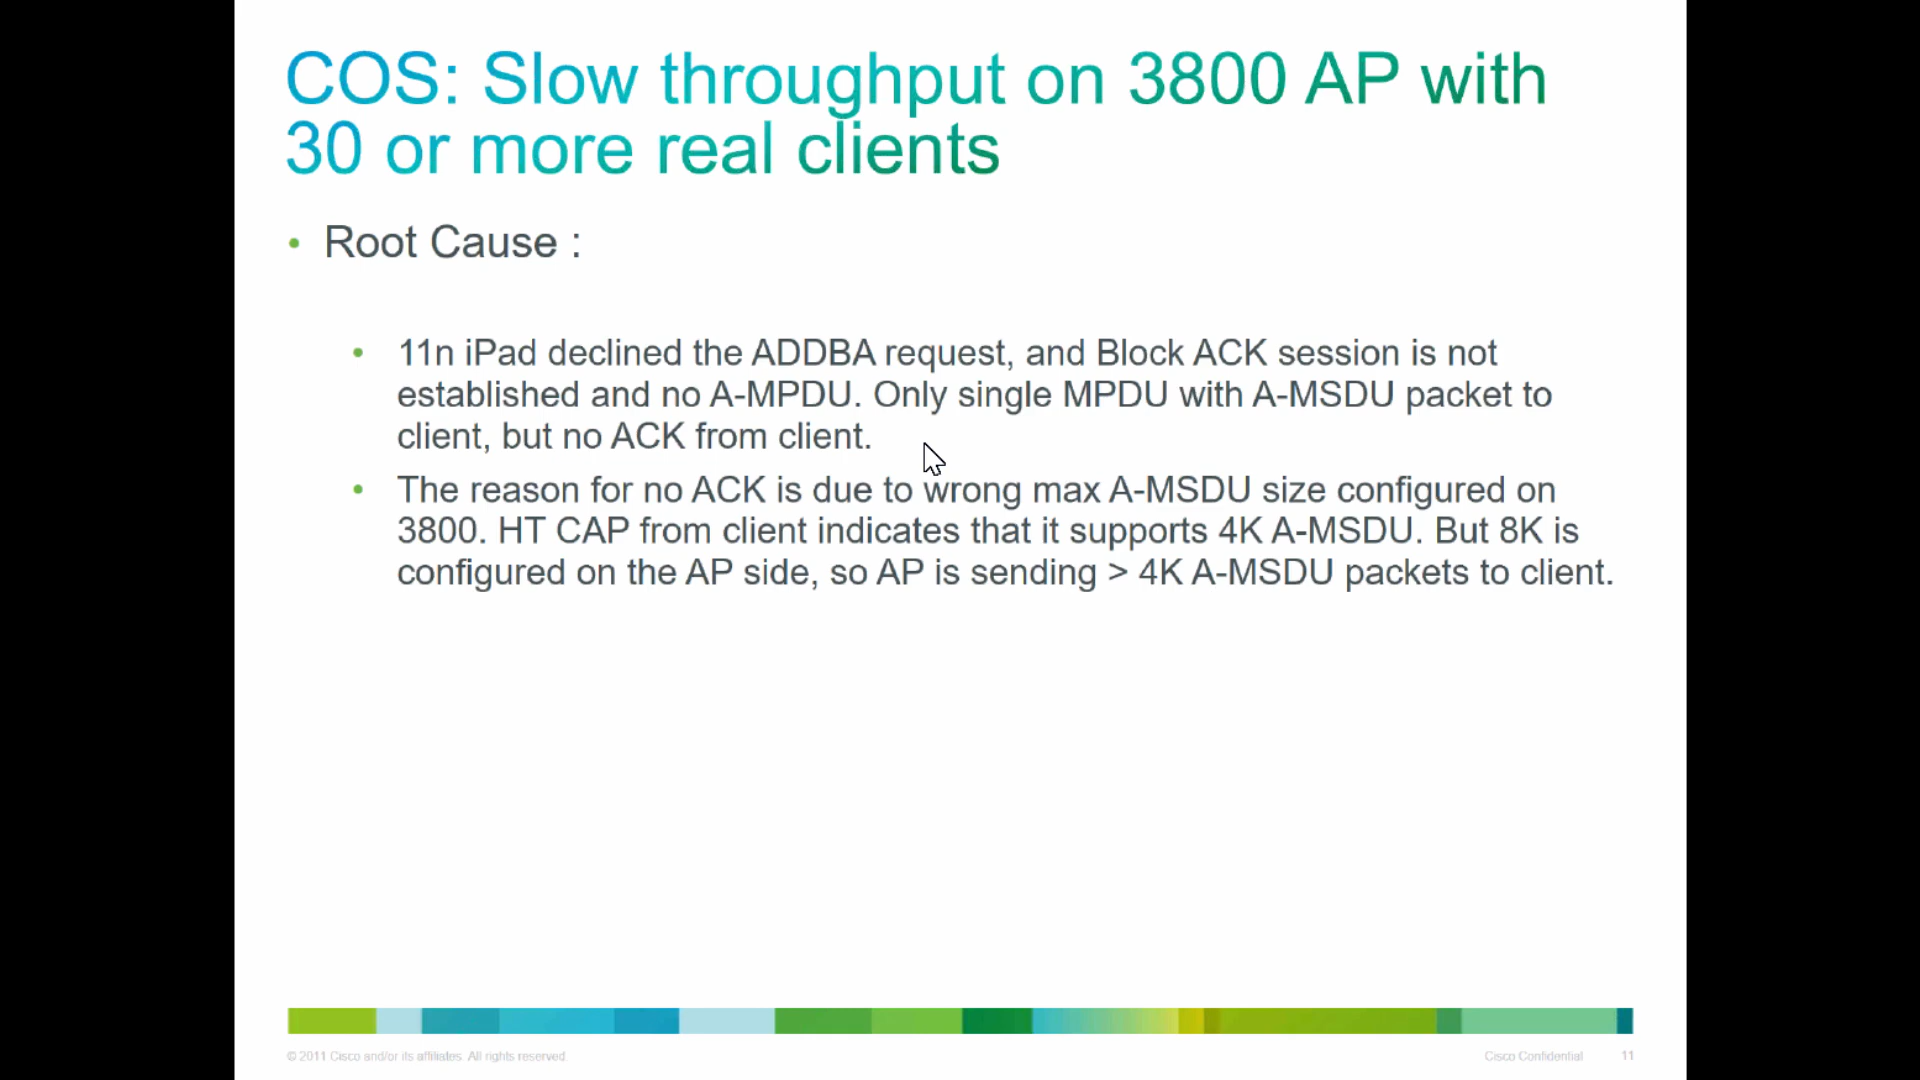 COS: Slow throughput on 3800 AP with
30 or more real clients
• Root Cause :
• 11n iPad declined the ADDBA request, and Block ACK session is not
established and no A-MPDU. Only single MPDU with A-MSDU packet to
client, but no ACK from client.
• The reason for no ACK is due to wrong max A-MSDU size configured on
3800. HT CAP from client indicates that it supports 4K A-MSDU. But 8K is
configured on the AP side, so AP is sending > 4K A-MSDU packets to client.
© 2011 Cisco and/or its affiliates. All rights reserved.
Cisco Confidential 11